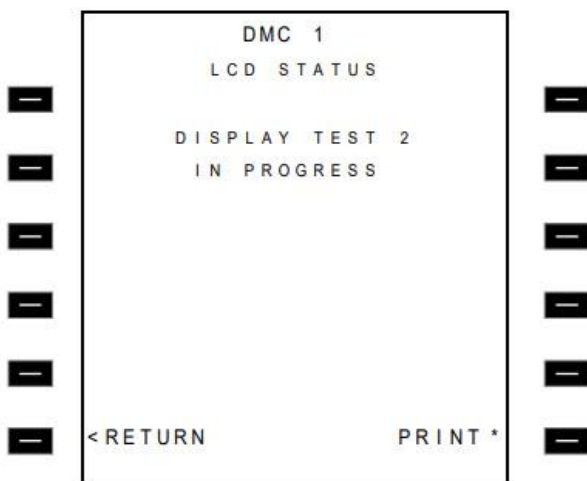 DMC 1
LCD STATUS
DISPLAY TEST 2
IN PROGRESS
<RETURN PRINT *